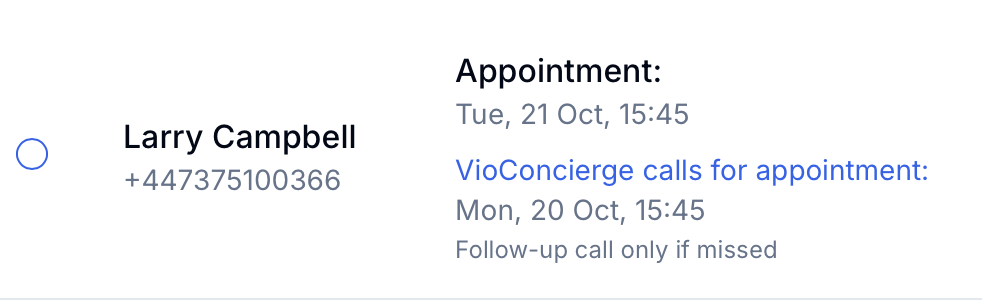 Larry Campbell
+447375100366
Appointment:
Tue, 21 Oct, 15:45
VioConcierge calls for appointment:
Mon, 20 Oct, 15:45
Follow-up call only if missed